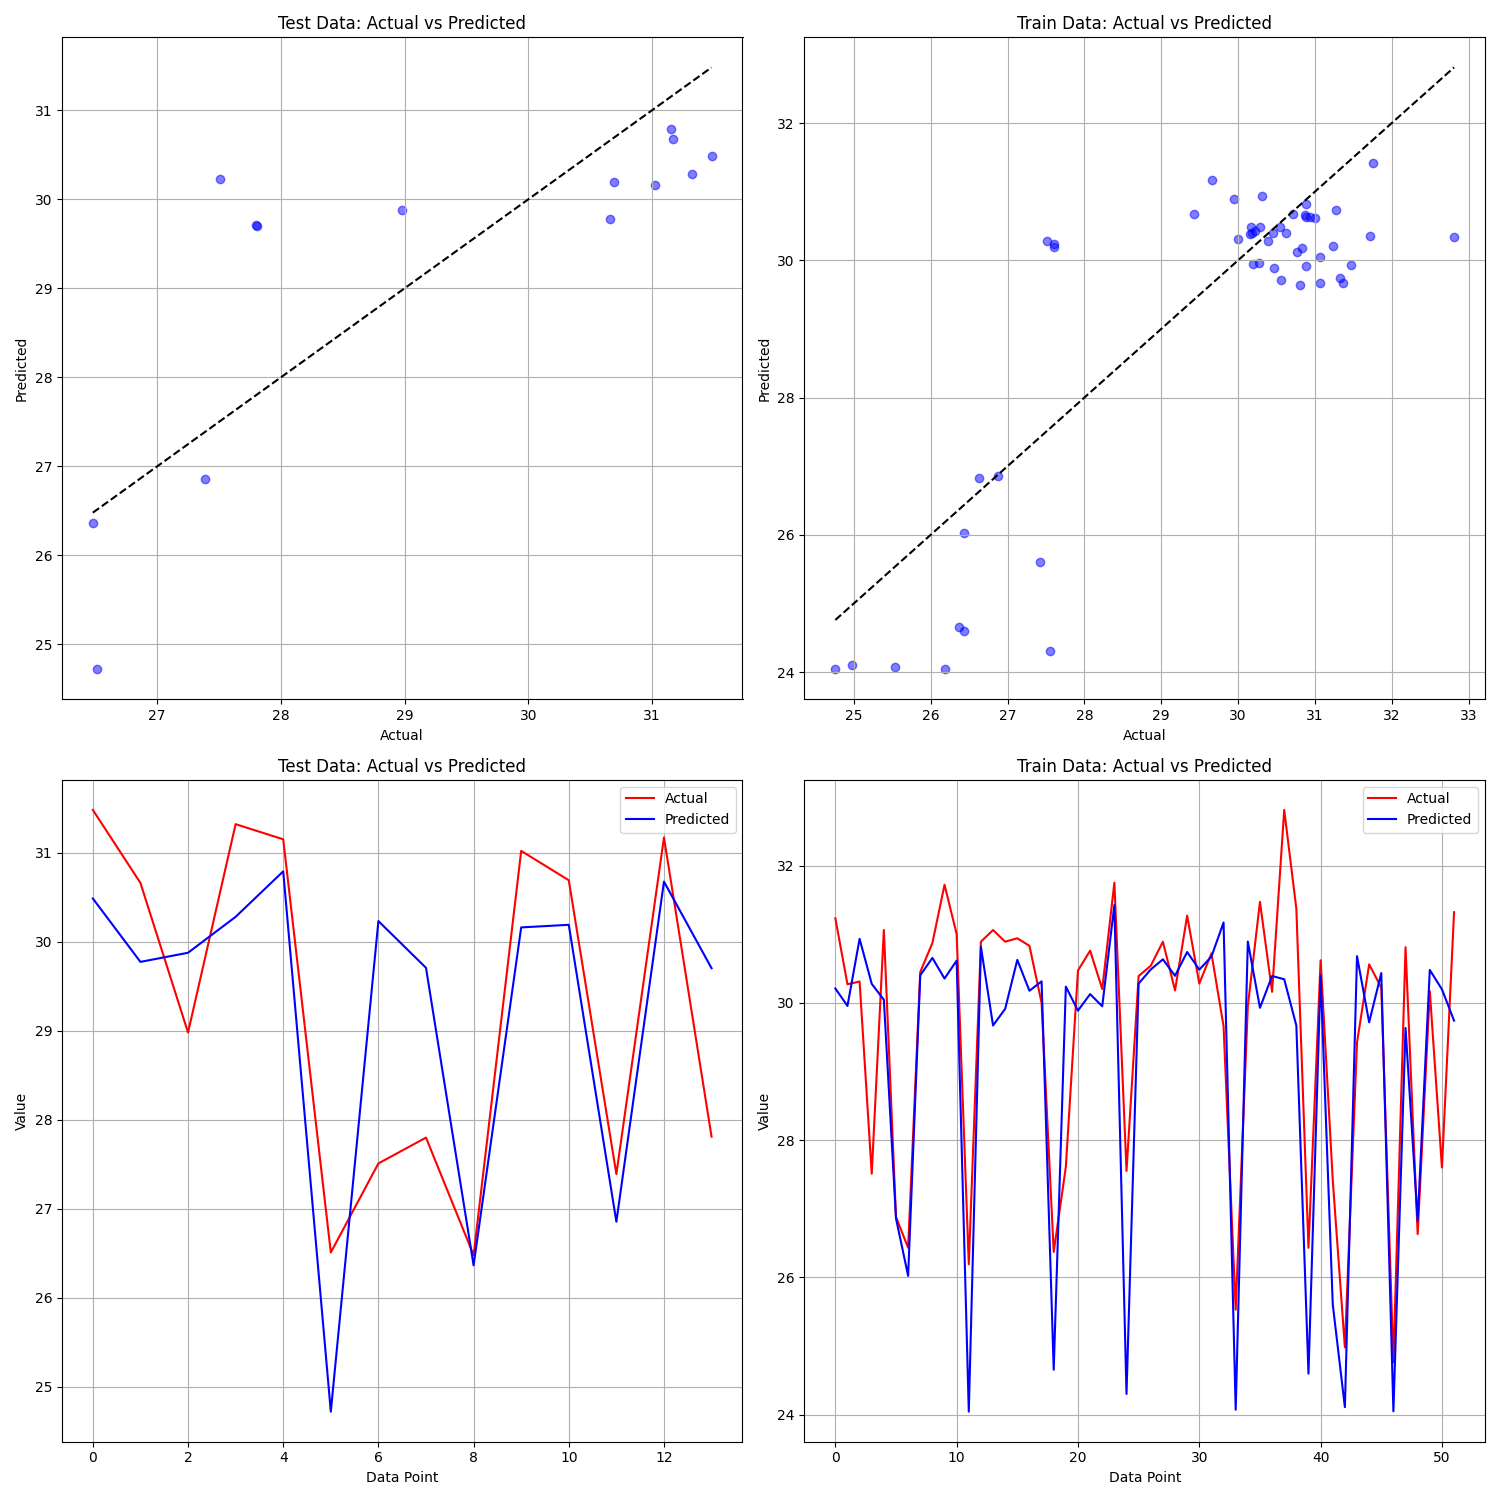 Test Data: Actual vs Predicted
31
30
29
28
27
26
25
Predicted
27 28 29 30 31
Actual
Train Data: Actual vs Predicted
32
30
28
26
24
Predicted
25 26 27 28 29 30 31 32 33
Actual
Test Data: Actual vs Predicted
Actual
Predicted
31
30
29
28
27
26
25
Value
0 2 4 6 8 10 12
Data Point
Train Data: Actual vs Predicted
Actual
Predicted
32
30
28
26
24
Value
0 10 20 30 40 50
Data Point